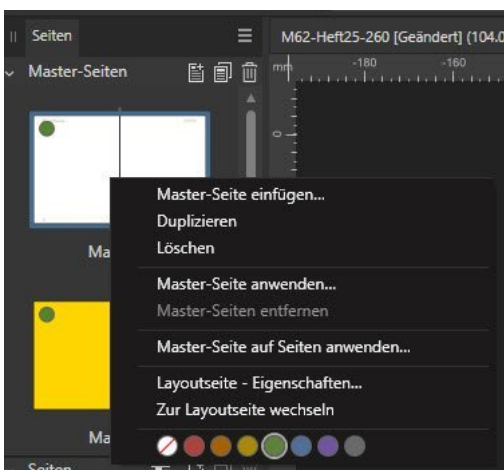 Seiten
M62-Heft25-260 [Geändert] (104.0
Master-Seiten
mm
-180
-160
0
Master-Seite einfügen...
Duplizieren
Löschen
Ma
Master-Seite anwenden...
Master-Seiten entfernen
Master-Seite auf Seiten anwenden...
Layoutseite - Eigenschaften...
Zur Layoutseite wechseln
Ma
Seiten